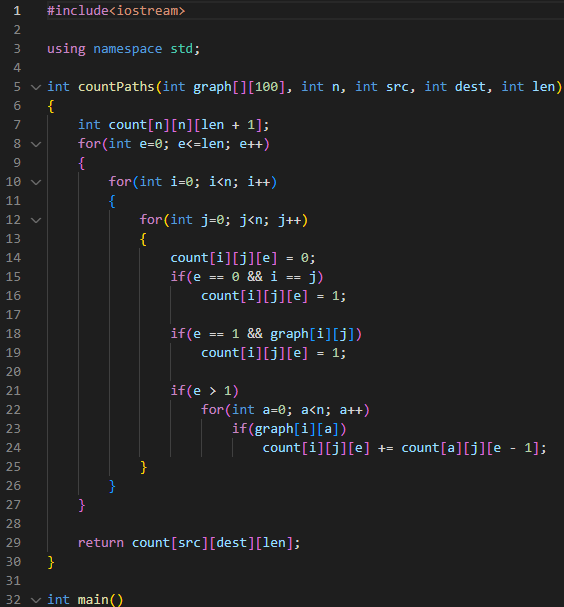 1 #include<iostream>
2
3 using namespace std;
4
5 int countPaths(int graph[][100], int n, int src, int dest, int len)
6 {
7     int count[n][n][len + 1];
8     for(int e=0; e<=len; e++)
9     {
10         for(int i=0; i<n; i++)
11         {
12             for(int j=0; j<n; j++)
13             {
14                 count[i][j][e] = 0;
15                 if(e == 0 && i == j)
16                     count[i][j][e] = 1;
17
18                 if(e == 1 && graph[i][j])
19                     count[i][j][e] = 1;
20
21                 if(e > 1)
22                     for(int a=0; a<n; a++)
23                         if(graph[i][a])
24                             count[i][j][e] += count[a][j][e - 1];
25             }
26         }
27     }
28
29     return count[src][dest][len];
30 }
31
32 int main()